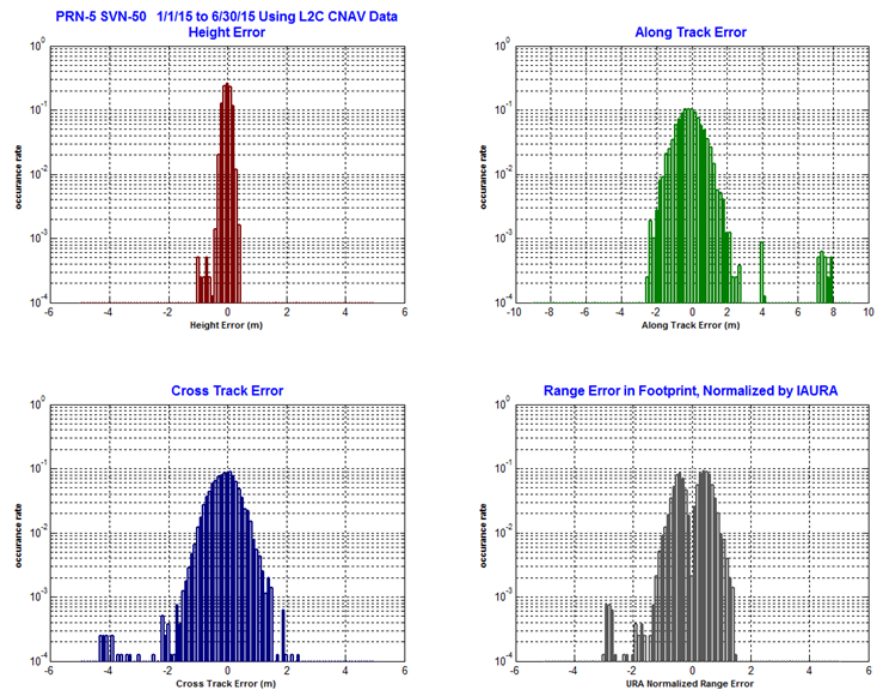 PRN-5 SVN-50 1/1/15 to 6/30/15 Using L2C CNAV Data
Height Error
10^0
10^-1
10^-2
10^-3
10^-4
occurance rate
-6 -4 -2 0 2 4 6
Height Error (m)
Along Track Error
10^0
10^-1
10^-2
10^-3
10^-4
occurance rate
-10 -8 -6 -4 -2 0 2 4 6 8 10
Along Track Error (m)
Cross Track Error
10^0
10^-1
10^-2
10^-3
10^-4
occurance rate
-6 -4 -2 0 2 4 6
Cross Track Error (m)
Range Error in Footprint, Normalized by IAURA
10^0
10^-1
10^-2
10^-3
10^-4
occurance rate
-6 -4 -2 0 2 4 6
URA Normalized Range Error